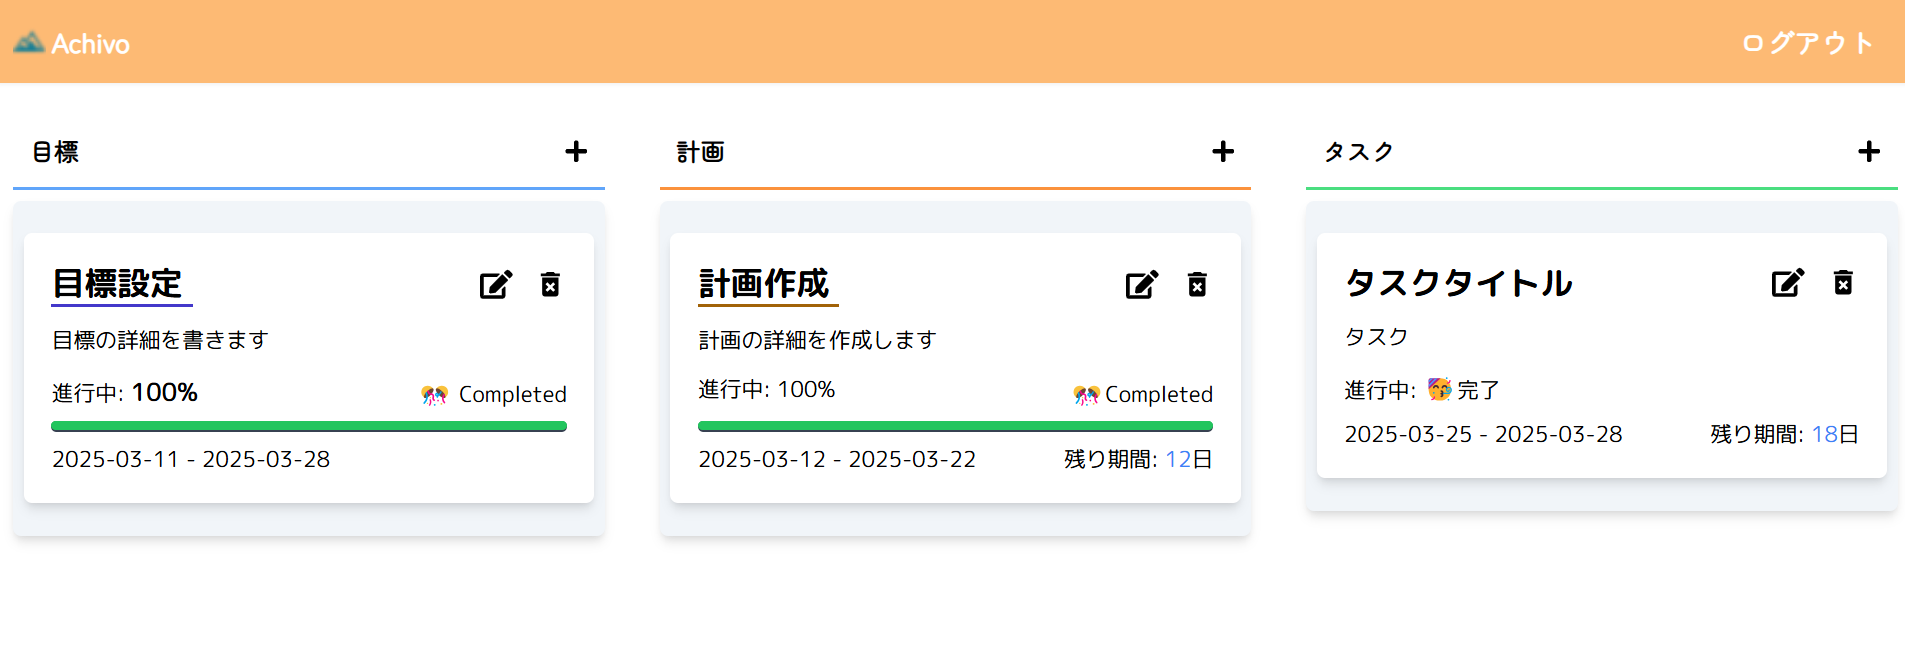 Achivo
ログアウト
目標
目標設定
目標の詳細を書きます
進行中: 100% 🎊 Completed
2025-03-11 - 2025-03-28
計画
計画作成
計画の詳細を作成します
進行中: 100% 🎊 Completed
2025-03-12 - 2025-03-22 残り期間: 12日
タスク
タスクタイトル
タスク
進行中: 🥳 完了
2025-03-25 - 2025-03-28 残り期間: 18日